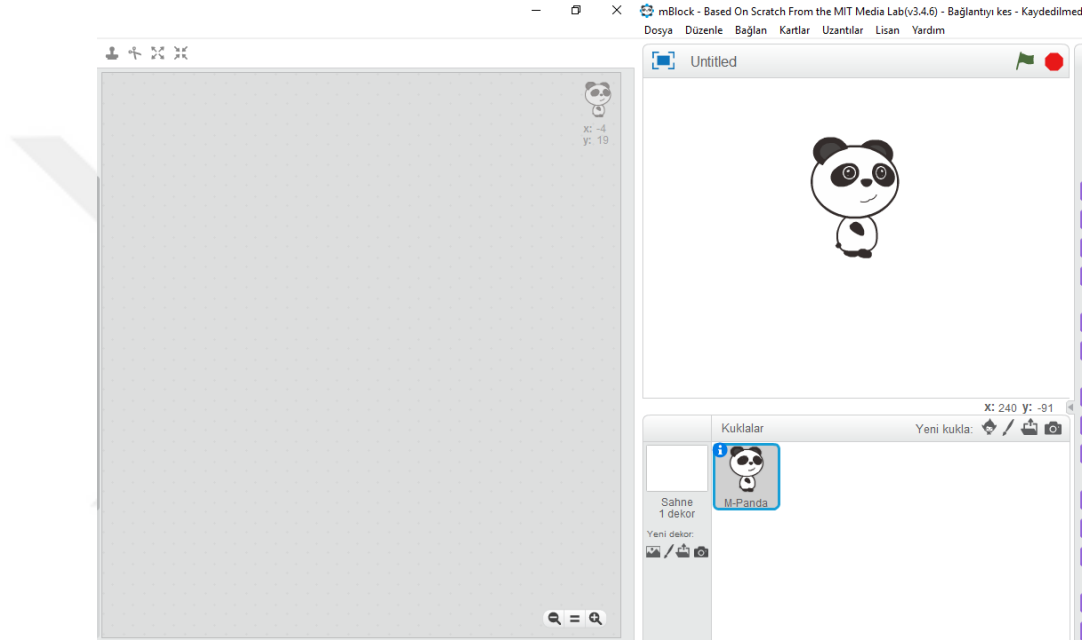 mBlock - Based On Scratch From the MIT Media Lab(v3.4.6) - Bağlantıyı kes - Kaydedilmed
Dosya Düzenle Bağlan Kartlar Uzantılar Lisan Yardım
Untitled
x: -4
y: 19
x: 240 y: -91
Kuklalar
Yeni kukla:
Sahne
1 dekor
M-Panda
Yeni dekor: